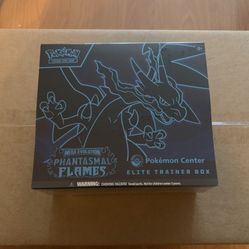 Pokémon
MEGA EVOLUTION
PHANTASMAL
FLAMES
Pokémon Center
ELITE TRAINER BOX
WARNING: